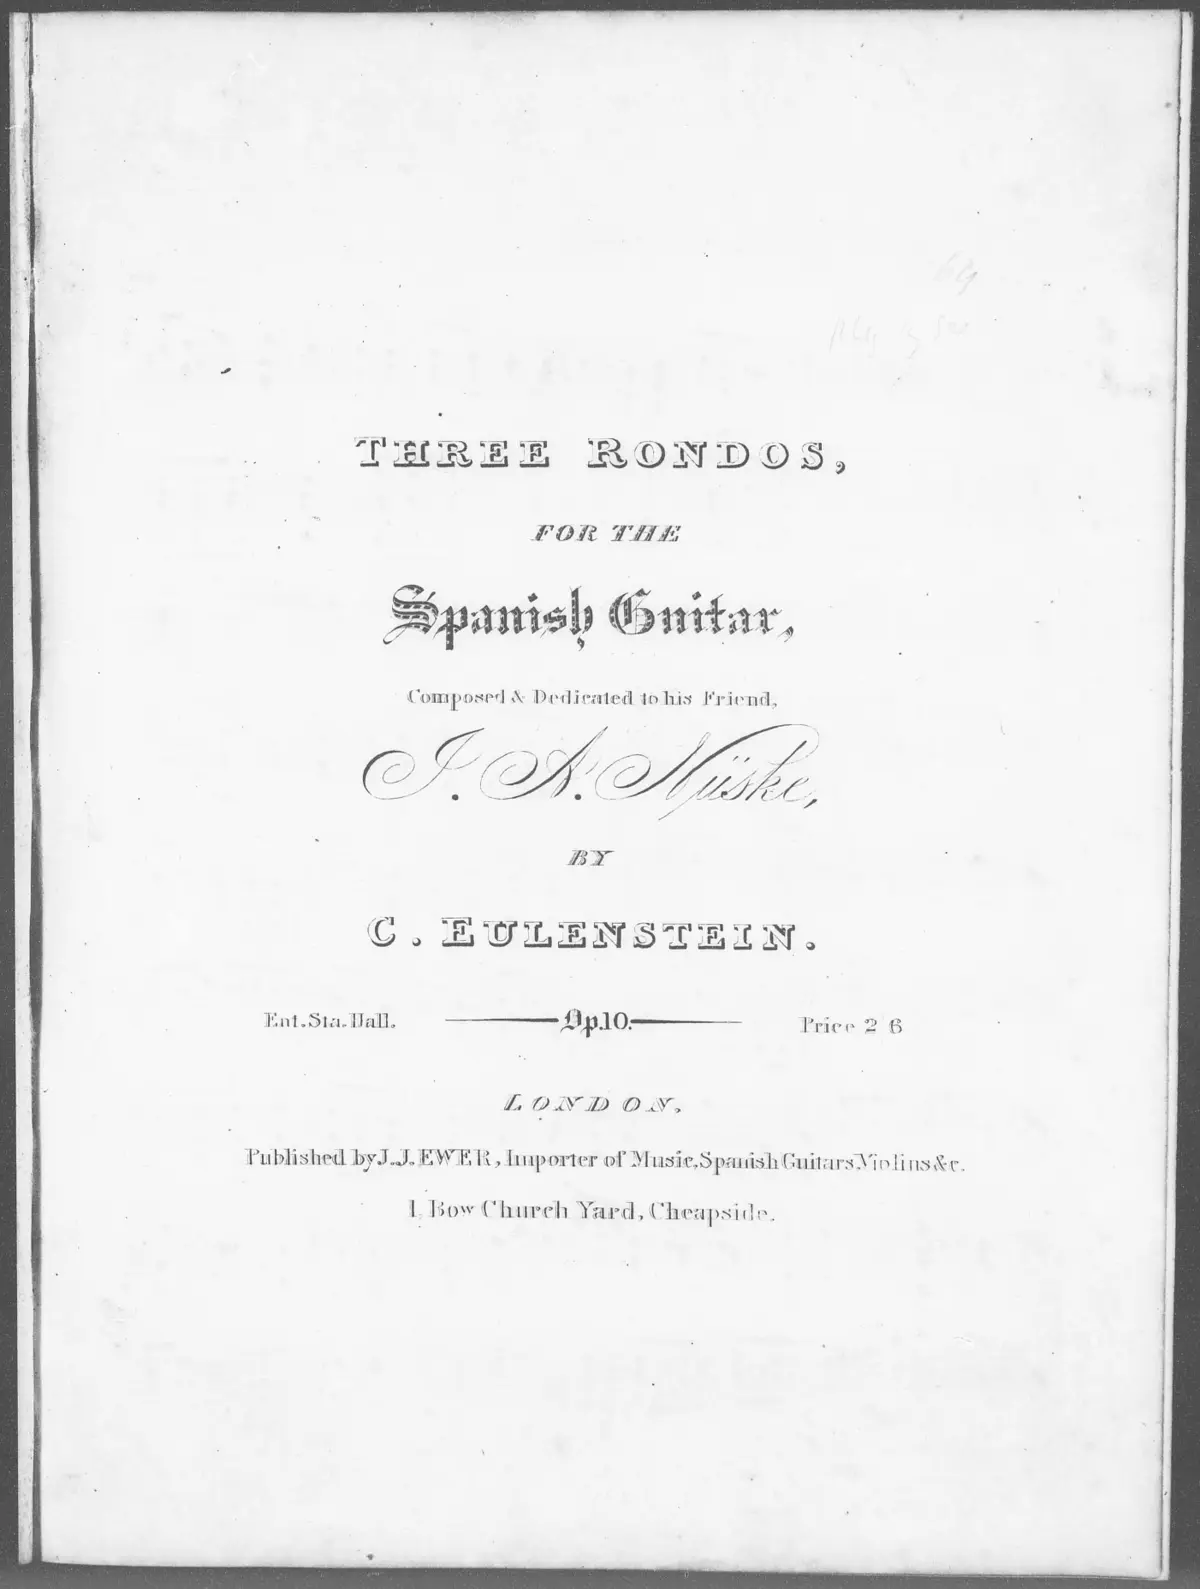 THREE RONDOS,
FOR THE
Spanish Guitar,
Composed & Dedicated to his Friend,
J. A. Nüske,
BY
C. EULENSTEIN.
Ent. Sta. Hall. Op. 10. Price 2 6
LONDON,
Published by J. J. EWER, Importer of Music, Spanish Guitars, Violins &c.
1, Bow Church Yard, Cheapside.